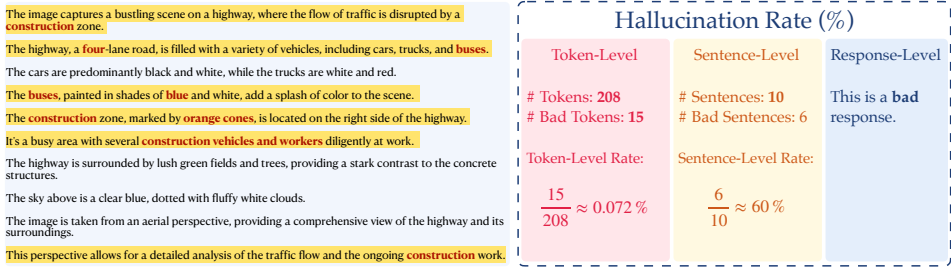 The image captures a bustling scene on a highway, where the flow of traffic is disrupted by a
construction zone.
The highway, a four-lane road, is filled with a variety of vehicles, including cars, trucks, and buses.
The cars are predominantly black and white, while the trucks are white and red.
The buses, painted in shades of blue and white, add a splash of color to the scene.
The construction zone, marked by orange cones, is located on the right side of the highway.
It's a busy area with several construction vehicles and workers diligently at work.
The highway is surrounded by lush green fields and trees, providing a stark contrast to the concrete
structures.
The sky above is a clear blue, dotted with fluffy white clouds.
The image is taken from an aerial perspective, providing a comprehensive view of the highway and its
surroundings.
This perspective allows for a detailed analysis of the traffic flow and the ongoing construction work.
Hallucination Rate (%)
Token-Level
# Tokens: 208
# Bad Tokens: 15
Token-Level Rate:
15/208 ≈ 0.072 %
Sentence-Level
# Sentences: 10
# Bad Sentences: 6
Sentence-Level Rate:
6/10 ≈ 60 %
Response-Level
This is a bad
response.